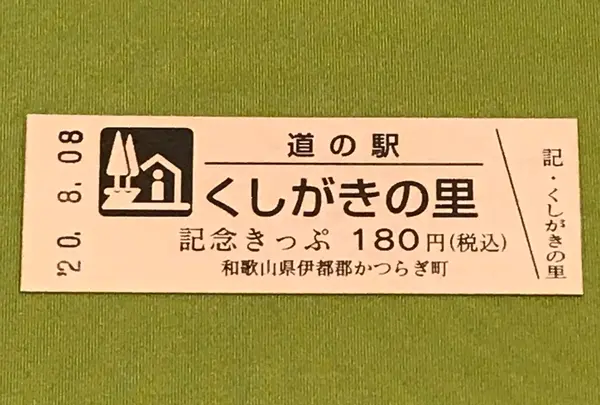 20. 8. 08
道の駅
くしがきの里
記念きっぷ 180円(税込)
和歌山県伊都郡かつらぎ町
記・くしがきの里